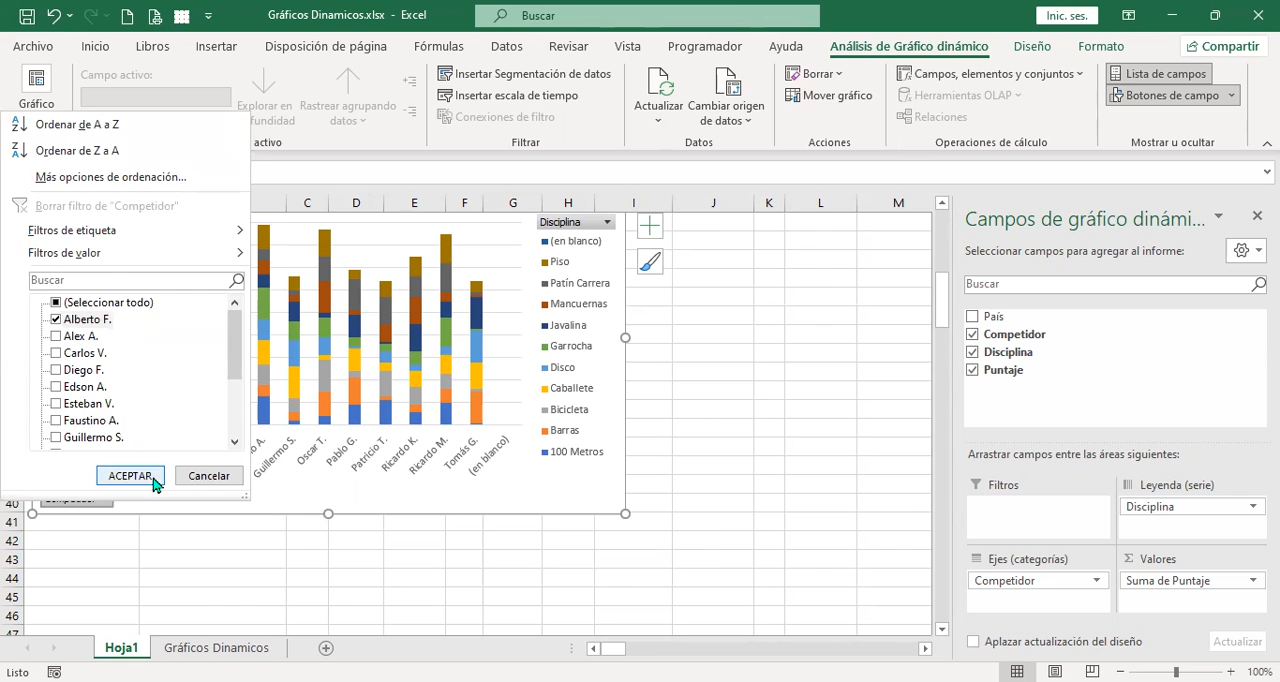 Gráficos Dinamicos.xlsx - Excel
Buscar
Inic. ses.
Archivo Inicio Libros Insertar Disposición de página Fórmulas Datos Revisar Vista Programador Ayuda Análisis de Gráfico dinámico Diseño Formato Compartir
Gráfico
Campo activo:
Explorar en
fundidad
Rastrear agrupando
datos
activo
Insertar Segmentación de datos
Insertar escala de tiempo
Conexiones de filtro
Filtrar
Actualizar
Cambiar origen
de datos
Datos
Borrar
Mover gráfico
Acciones
Campos, elementos y conjuntos
Herramientas OLAP
Relaciones
Operaciones de cálculo
Lista de campos
Botones de campo
Mostrar u ocultar
Ordenar de A a Z
Ordenar de Z a A
Más opciones de ordenación...
Borrar filtro de "Competidor"
Filtros de etiqueta
Filtros de valor
Buscar
(Seleccionar todo)
Alberto F.
Alex A.
Carlos V.
Diego F.
Edson A.
Esteban V.
Faustino A.
Guillermo S.
ACEPTAR
Cancelar
C D E F G H I J K L M
Disciplina
(en blanco)
Piso
Patín Carrera
Mancuernas
Javalina
Garrocha
Disco
Caballete
Bicicleta
Barras
100 Metros
o A.
Guillermo S.
Oscar T.
Pablo G.
Patricio T.
Ricardo K.
Ricardo M.
Tomás G.
(en blanco)
40
41
42
43
44
45
46
47
Campos de gráfico dinámi...
Seleccionar campos para agregar al informe:
Buscar
País
Competidor
Disciplina
Puntaje
Arrastrar campos entre las áreas siguientes:
Filtros
Leyenda (serie)
Disciplina
Ejes (categorías)
Competidor
Σ Valores
Suma de Puntaje
Aplazar actualización del diseño
Actualizar
Hoja1
Gráficos Dinamicos
Listo
100%